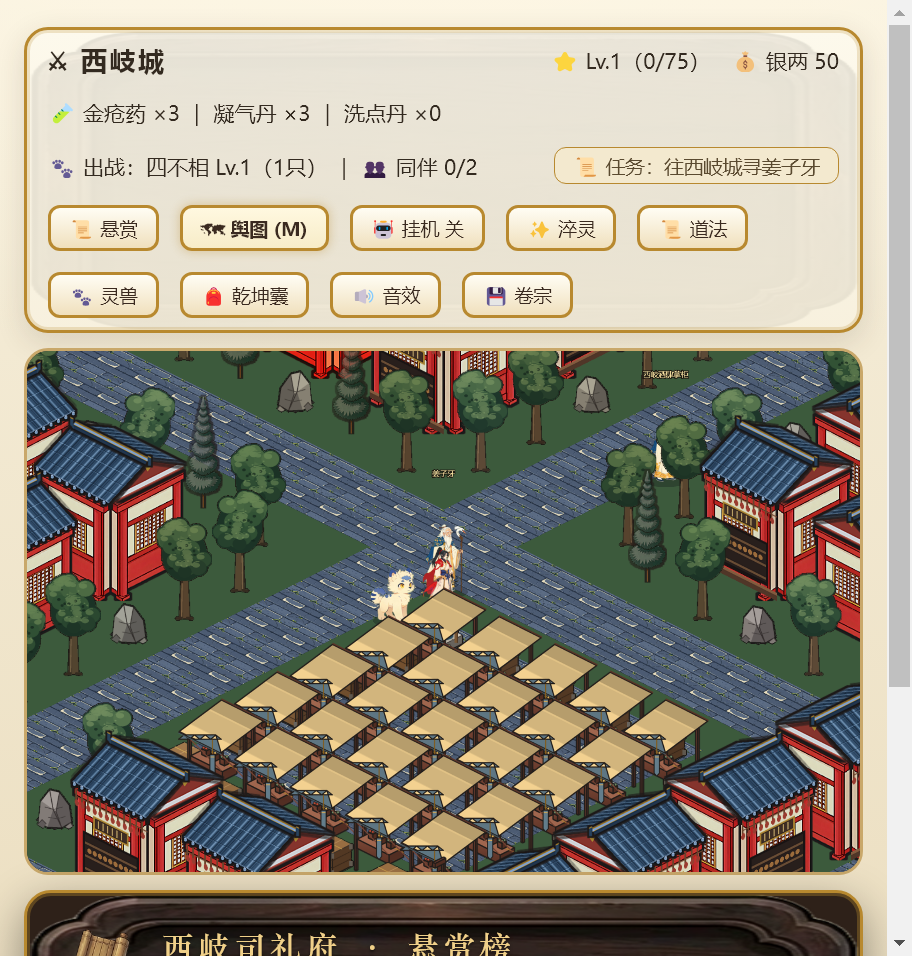 西岐城
Lv.1（0/75） 银两 50
金疮药 ×3 | 凝气丹 ×3 | 洗点丹 ×0
出战：四不相 Lv.1（1只） | 同伴 0/2
任务：往西岐城寻姜子牙
悬赏 舆图 (M) 挂机 关 淬灵 道法
灵兽 乾坤囊 音效 卷宗
姜子牙
西岐司礼府 · 悬赏榜